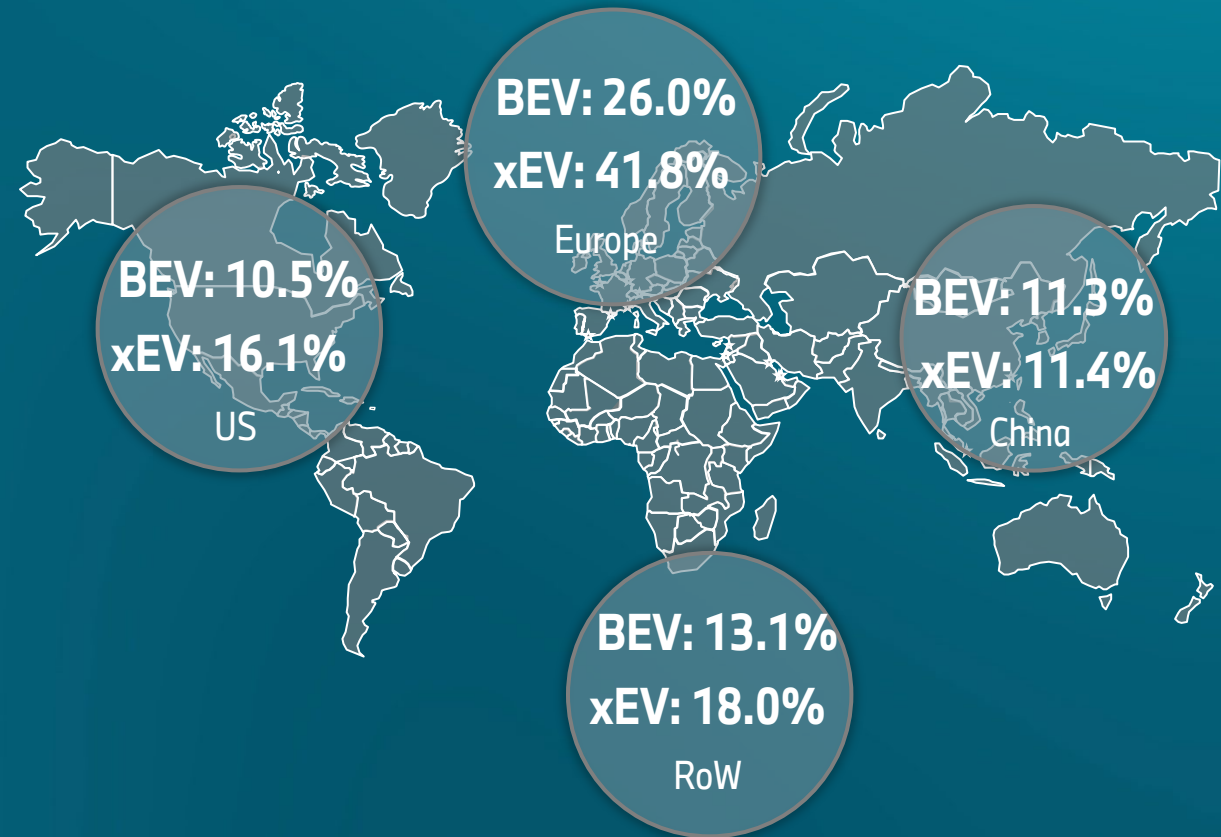 BEV: 26.0%
xEV: 41.8%
Europe
BEV: 10.5%
xEV: 16.1%
US
BEV: 11.3%
xEV: 11.4%
China
BEV: 13.1%
xEV: 18.0%
RoW